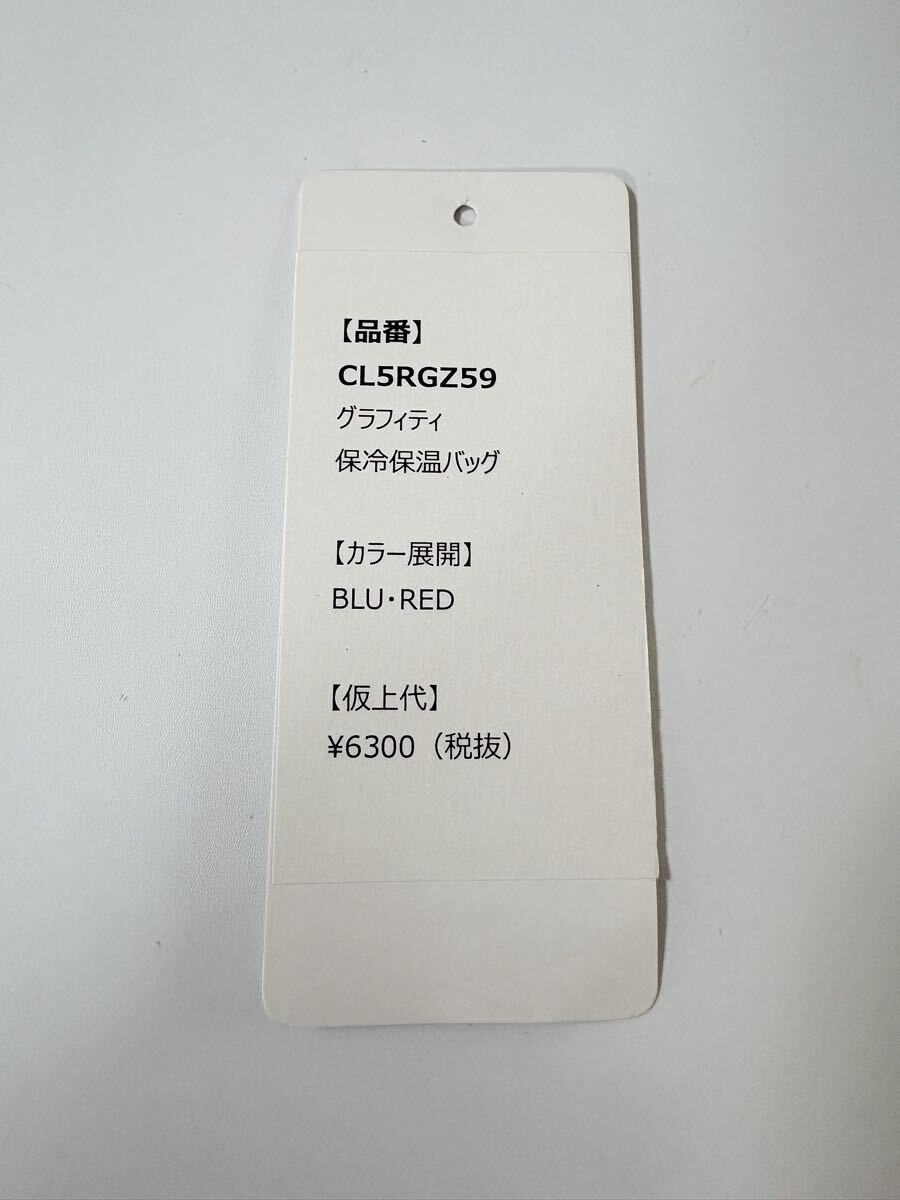 【品番】
CL5RGZ59
グラフィティ
保冷保温バッグ
【カラー展開】
BLU・RED
【仮上代】
¥6300（税抜）